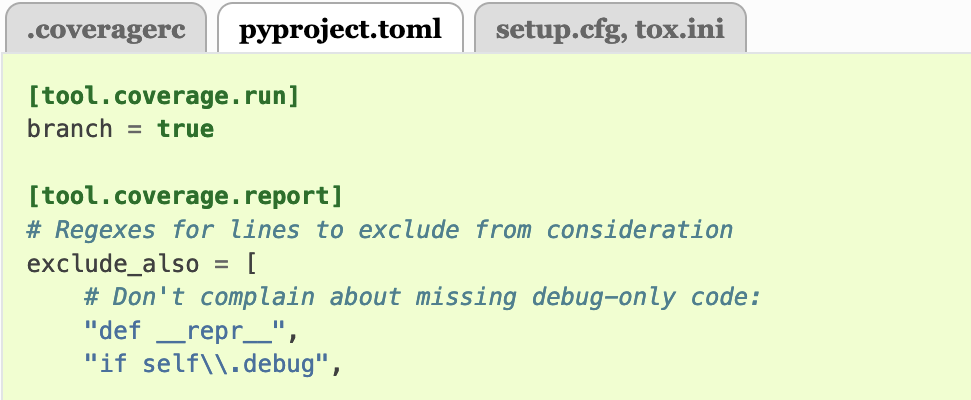 .coveragerc pyproject.toml setup.cfg, tox.ini
[tool.coverage.run]
branch = true
[tool.coverage.report]
# Regexes for lines to exclude from consideration
exclude_also = [
# Don't complain about missing debug-only code:
"def __repr__",
"if self\\.debug",